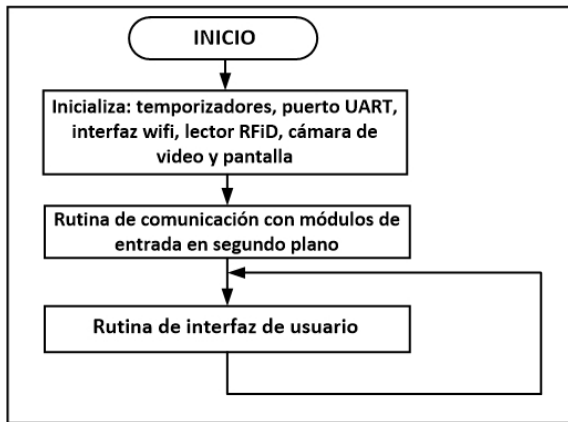 INICIO
Inicializa: temporizadores, puerto UART,
interfaz wifi, lector RFiD, cámara de
video y pantalla
Rutina de comunicación con módulos de
entrada en segundo plano
Rutina de interfaz de usuario